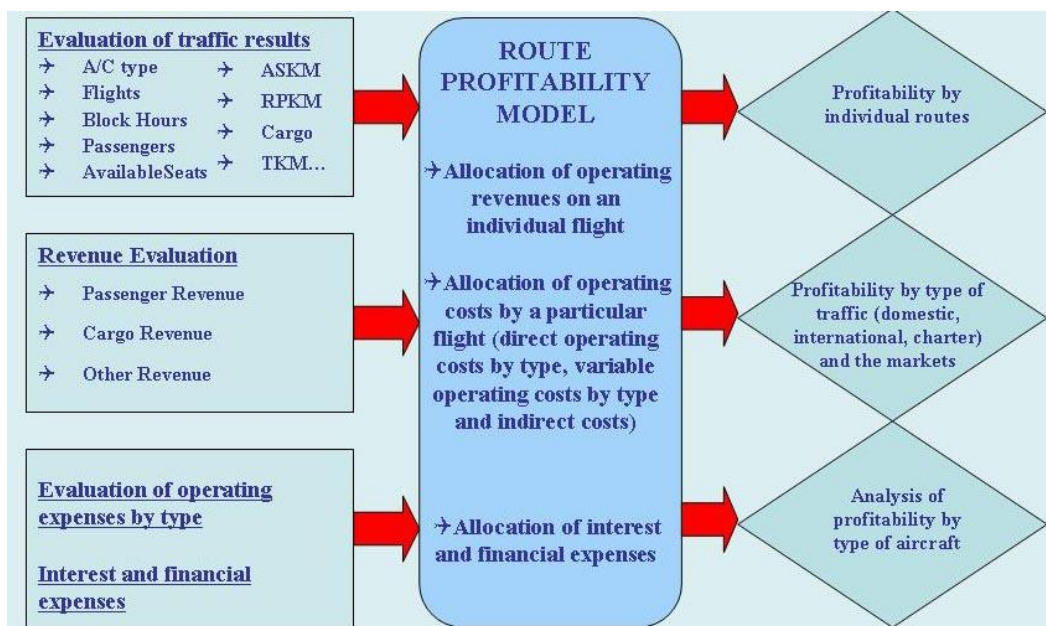 Evaluation of traffic results
A/C type
Flights
Block Hours
Passengers
AvailableSeats
ASKM
RPKM
Cargo
TKM...
Revenue Evaluation
Passenger Revenue
Cargo Revenue
Other Revenue
Evaluation of operating
expenses by type
Interest and financial
expenses
ROUTE
PROFITABILITY
MODEL
Allocation of operating
revenues on an
individual flight
Allocation of operating
costs by a particular
flight (direct operating
costs by type, variable
operating costs by type
and indirect costs)
Allocation of interest
and financial expenses
Profitability by
individual routes
Profitability by type of
traffic (domestic,
international, charter)
and the markets
Analysis of
profitability by
type of aircraft